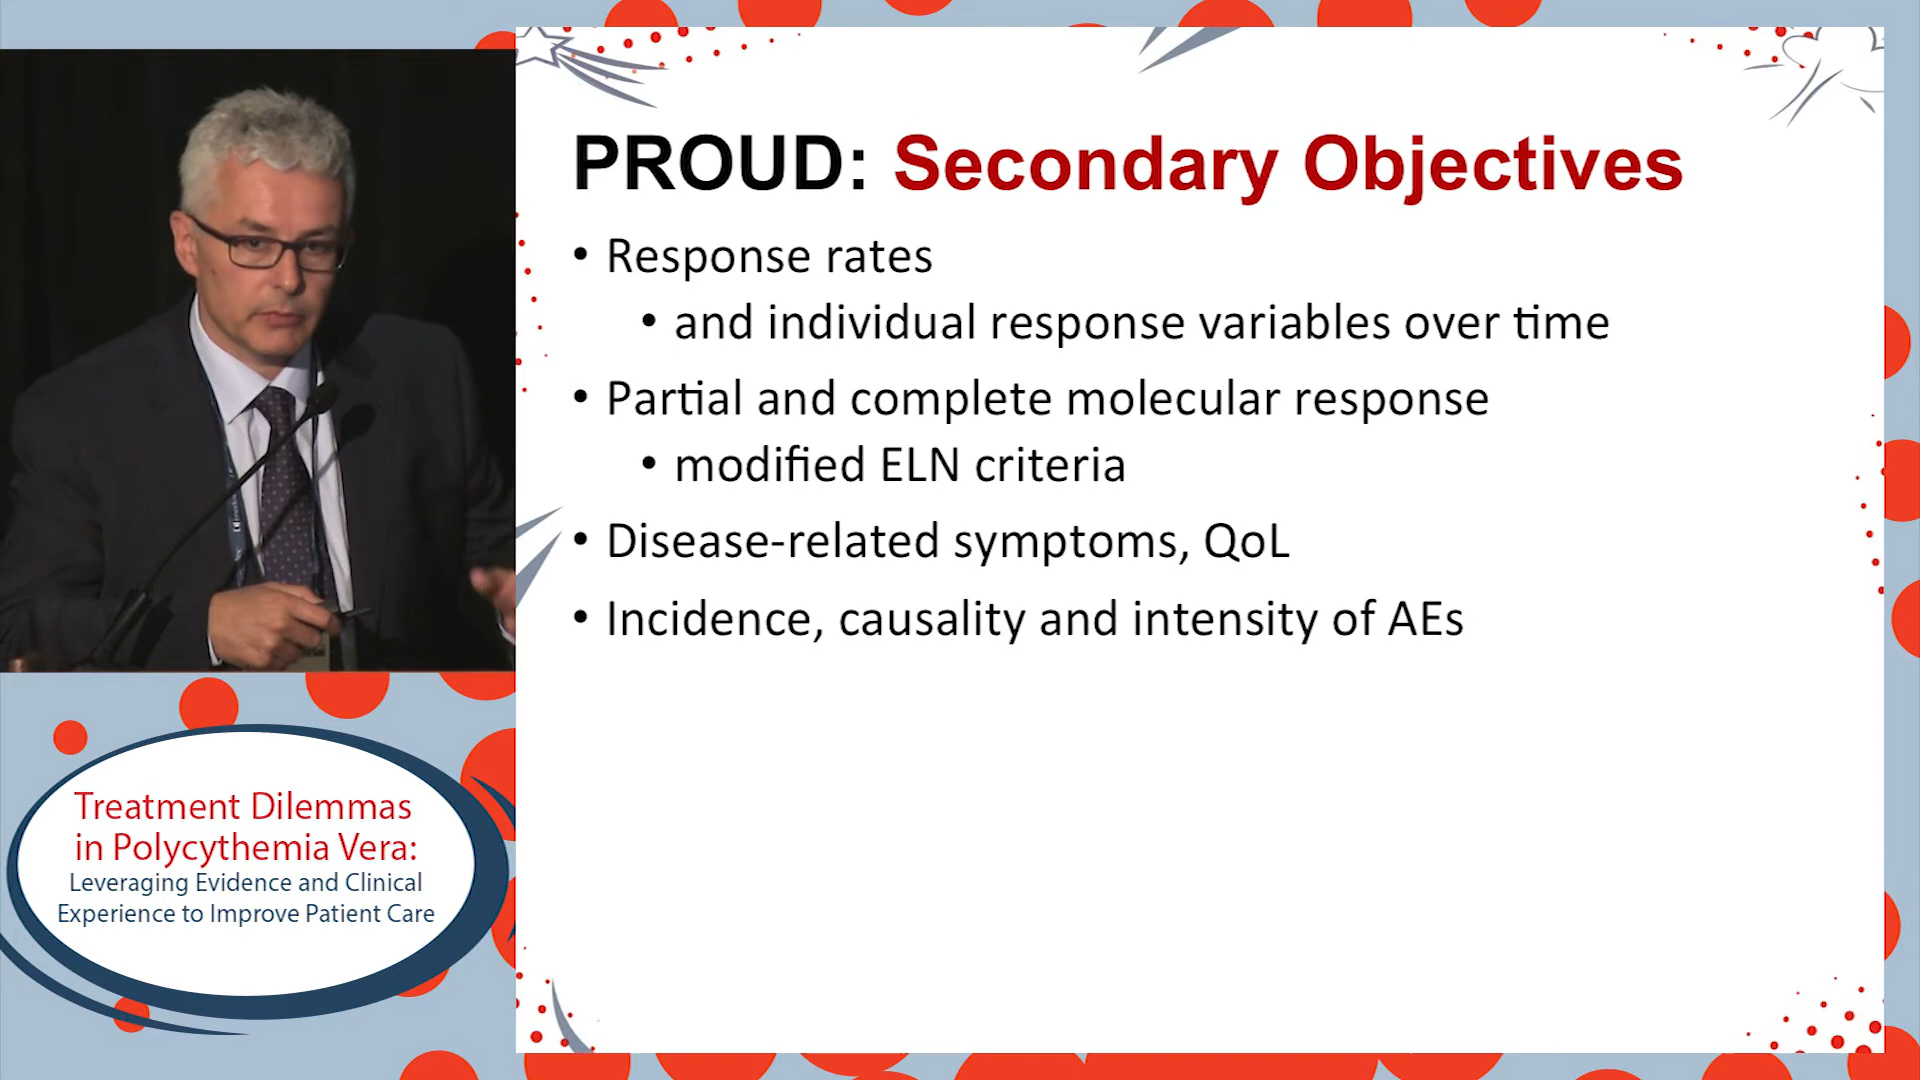 PROUD: Secondary Objectives
• Response rates
• and individual response variables over time
• Partial and complete molecular response
• modified ELN criteria
• Disease-related symptoms, QoL
• Incidence, causality and intensity of AEs
Treatment Dilemmas
in Polycythemia Vera:
Leveraging Evidence and Clinical
Experience to Improve Patient Care